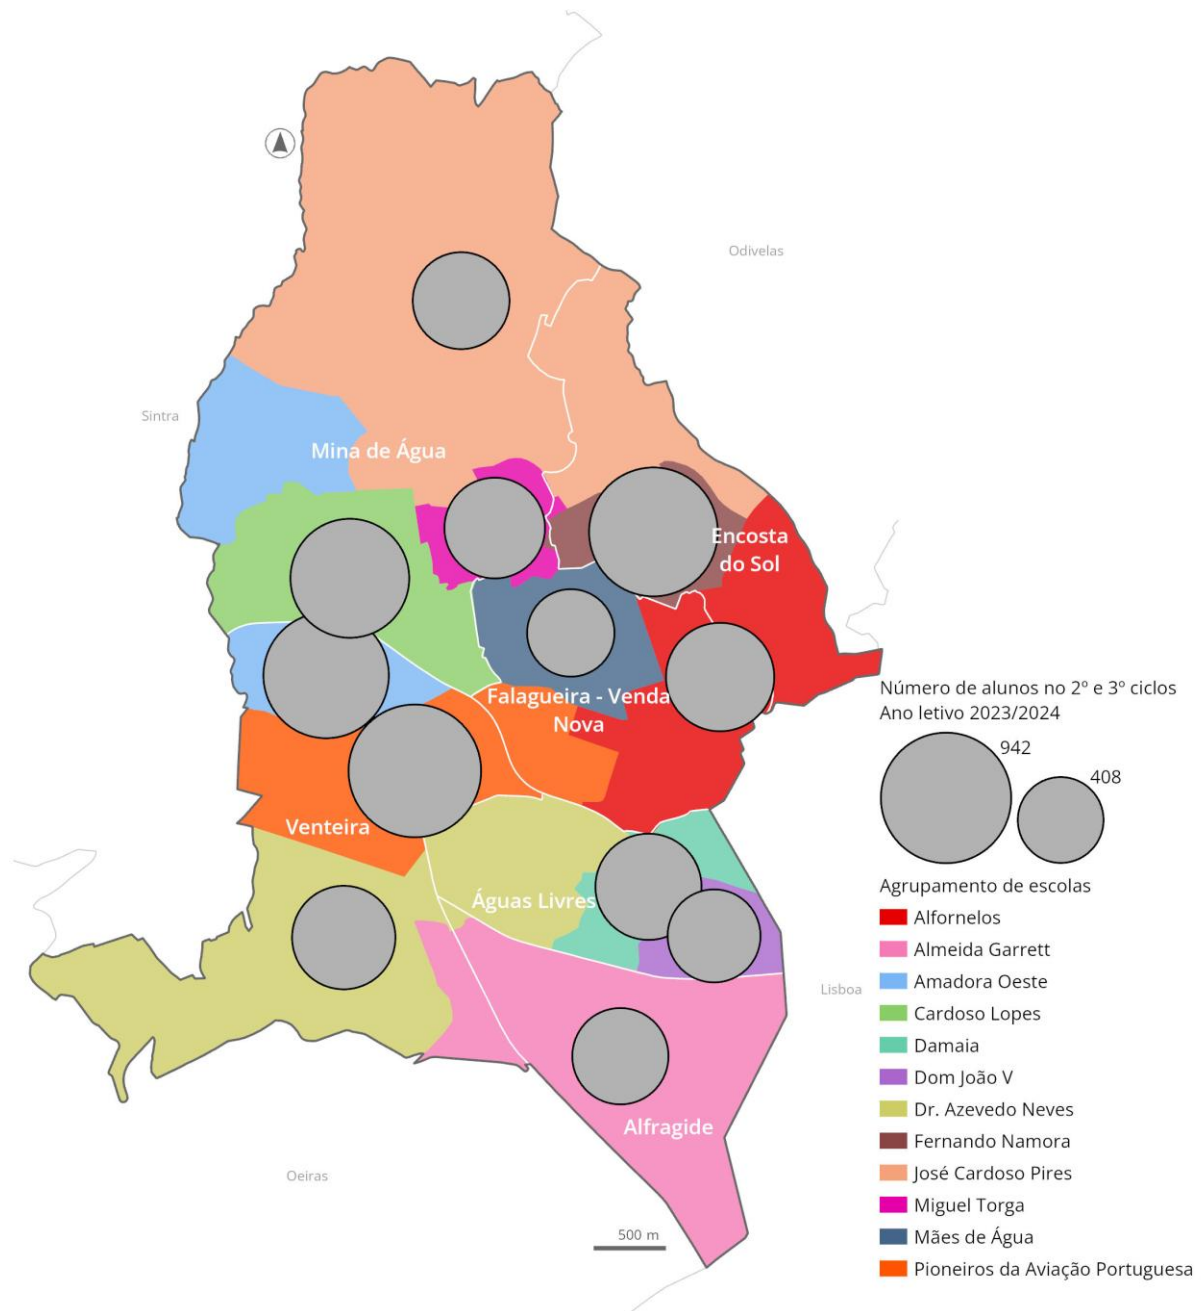 Odivelas
Sintra
Mina de Água
Encosta
do Sol
Falagueira - Venda
Nova
Venteira
Águas Livres
Lisboa
Alfragide
Oeiras
500 m
Número de alunos no 2º e 3º ciclos
Ano letivo 2023/2024
942
408
Agrupamento de escolas
Alfornelos
Almeida Garrett
Amadora Oeste
Cardoso Lopes
Damaia
Dom João V
Dr. Azevedo Neves
Fernando Namora
José Cardoso Pires
Miguel Torga
Mães de Água
Pioneiros da Aviação Portuguesa